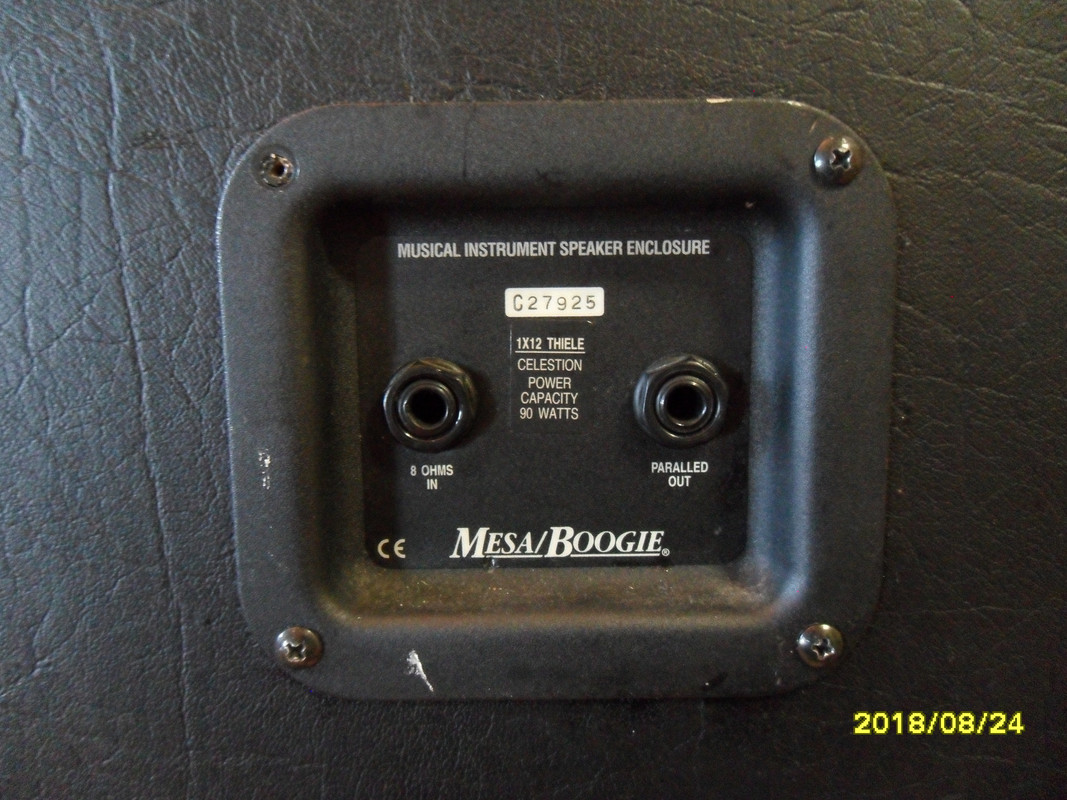 MUSICAL INSTRUMENT SPEAKER ENCLOSURE
C27925
1X12 THIELE
CELESTION
POWER
CAPACITY
90 WATTS
8 OHMS
IN
PARALLED
OUT
CE
MESA/BOOGIE®
2018/08/24